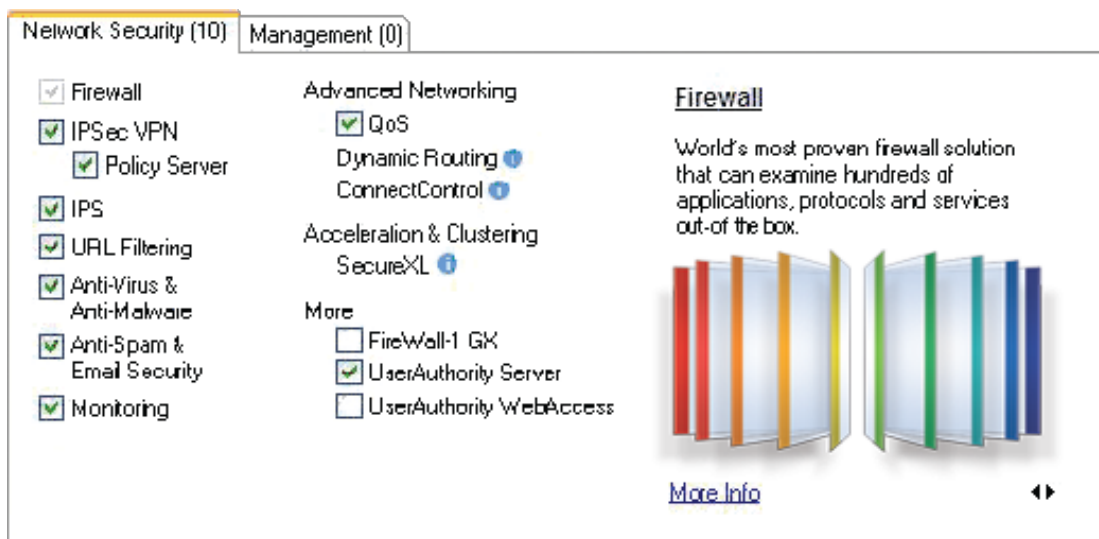 Network Security (10)
Management (0)
Firewall
IPSec VPN
Policy Server
IPS
URL Filtering
Anti-Virus &
Anti-Malware
Anti-Spam &
Email Security
Monitoring
Advanced Networking
QoS
Dynamic Routing
ConnectControl
Acceleration & Clustering
SecureXL
More
FireWall-1 GX
UserAuthority Server
UserAuthority WebAccess
Firewall
World's most proven firewall solution
that can examine hundreds of
applications, protocols and services
out-of the box.
More Info